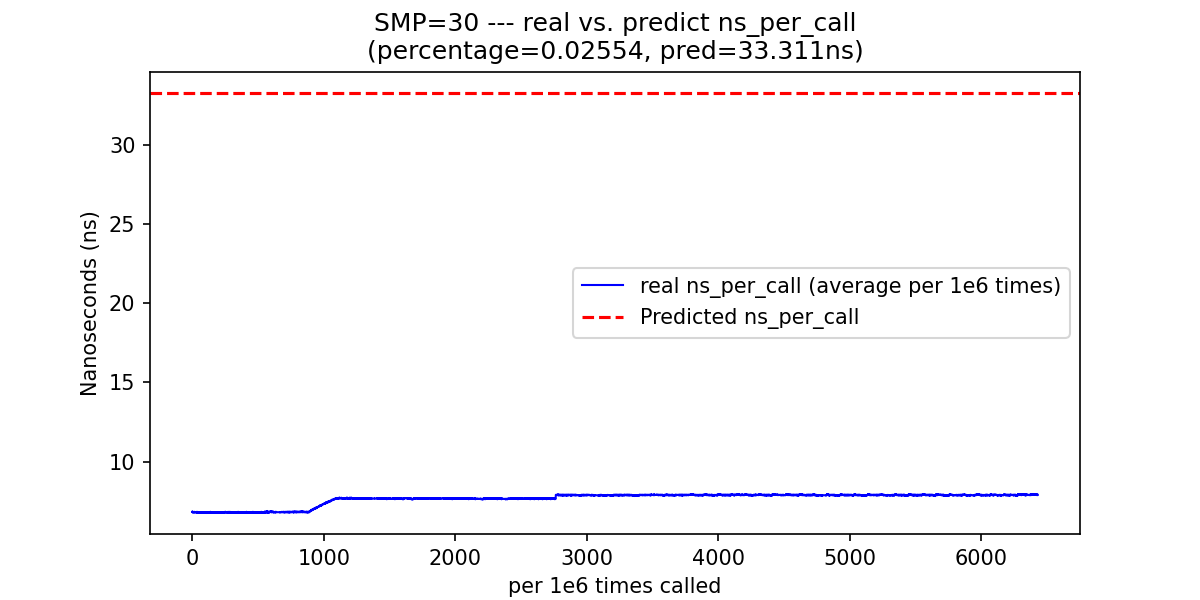 SMP=30 --- real vs. predict ns_per_call
(percentage=0.02554, pred=33.311ns)
Nanoseconds (ns)
30
25
20
15
10
real ns_per_call (average per 1e6 times)
Predicted ns_per_call
0 1000 2000 3000 4000 5000 6000
per 1e6 times called